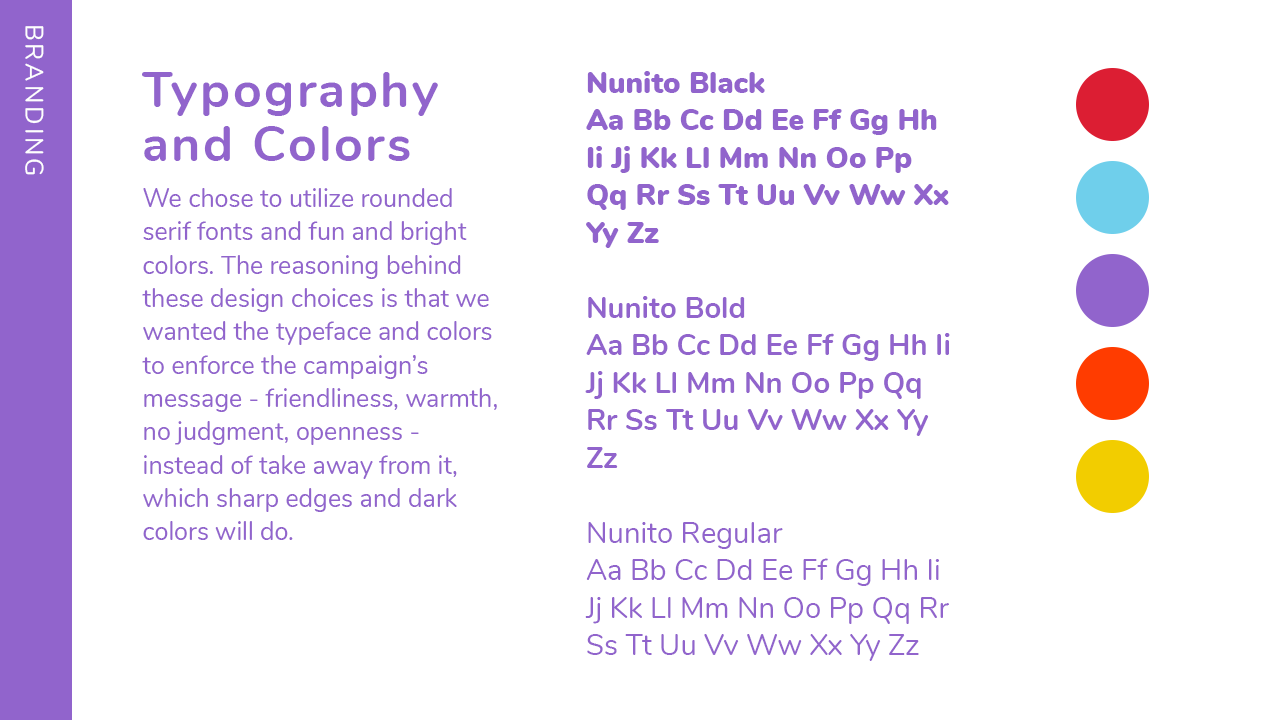 BRANDING
Typography
and Colors
We chose to utilize rounded
serif fonts and fun and bright
colors. The reasoning behind
these design choices is that we
wanted the typeface and colors
to enforce the campaign’s
message - friendliness, warmth,
no judgment, openness -
instead of take away from it,
which sharp edges and dark
colors will do.
Nunito Black
Aa Bb Cc Dd Ee Ff Gg Hh
Ii Jj Kk Ll Mm Nn Oo Pp
Qq Rr Ss Tt Uu Vv Ww Xx
Yy Zz
Nunito Bold
Aa Bb Cc Dd Ee Ff Gg Hh Ii
Jj Kk Ll Mm Nn Oo Pp Qq
Rr Ss Tt Uu Vv Ww Xx Yy
Zz
Nunito Regular
Aa Bb Cc Dd Ee Ff Gg Hh Ii
Jj Kk Ll Mm Nn Oo Pp Qq Rr
Ss Tt Uu Vv Ww Xx Yy Zz